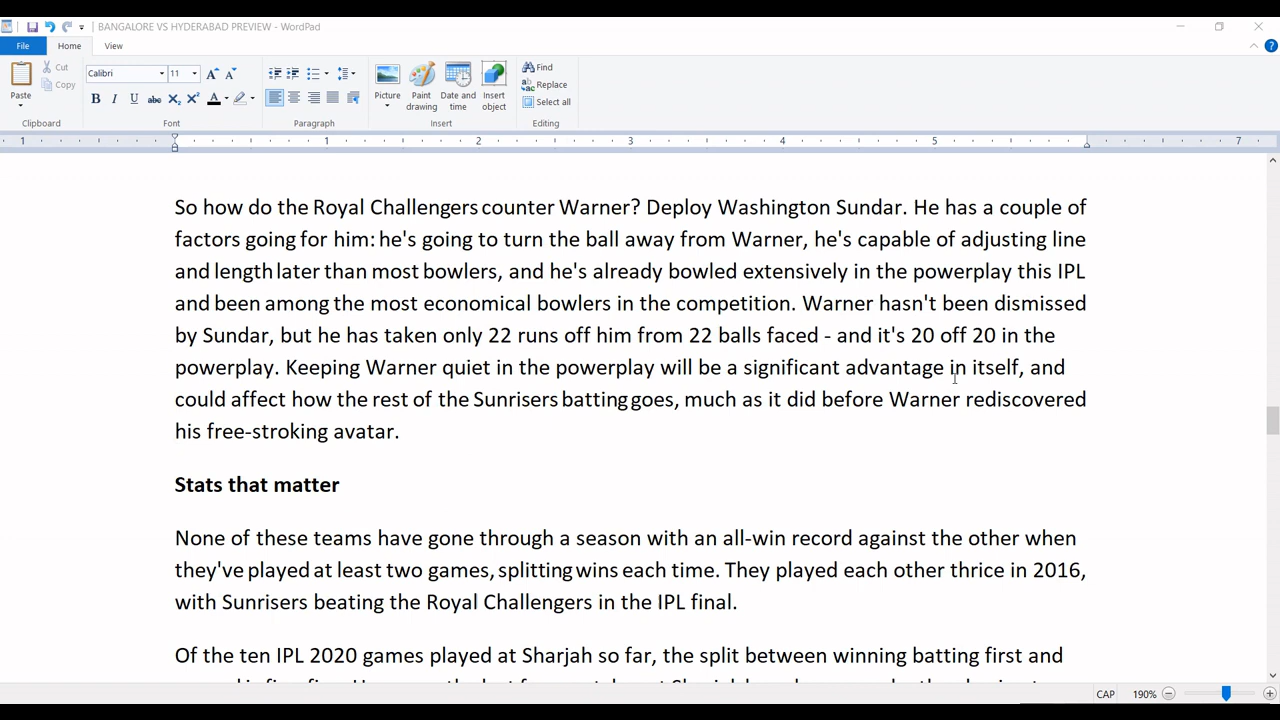 BANGALORE VS HYDERABAD PREVIEW - WordPad
File Home View
Paste Cut Copy
Calibri 11
Picture Paint drawing Date and time Insert object
Find
Replace
Select all
Clipboard Font Paragraph Insert Editing
1 1 2 3 4 5 7
So how do the Royal Challengers counter Warner? Deploy Washington Sundar. He has a couple of
factors going for him: he's going to turn the ball away from Warner, he's capable of adjusting line
and length later than most bowlers, and he's already bowled extensively in the powerplay this IPL
and been among the most economical bowlers in the competition. Warner hasn't been dismissed
by Sundar, but he has taken only 22 runs off him from 22 balls faced - and it's 20 off 20 in the
powerplay. Keeping Warner quiet in the powerplay will be a significant advantage in itself, and
could affect how the rest of the Sunrisers batting goes, much as it did before Warner rediscovered
his free-stroking avatar.
Stats that matter
None of these teams have gone through a season with an all-win record against the other when
they've played at least two games, splitting wins each time. They played each other thrice in 2016,
with Sunrisers beating the Royal Challengers in the IPL final.
Of the ten IPL 2020 games played at Sharjah so far, the split between winning batting first and
CAP 190%